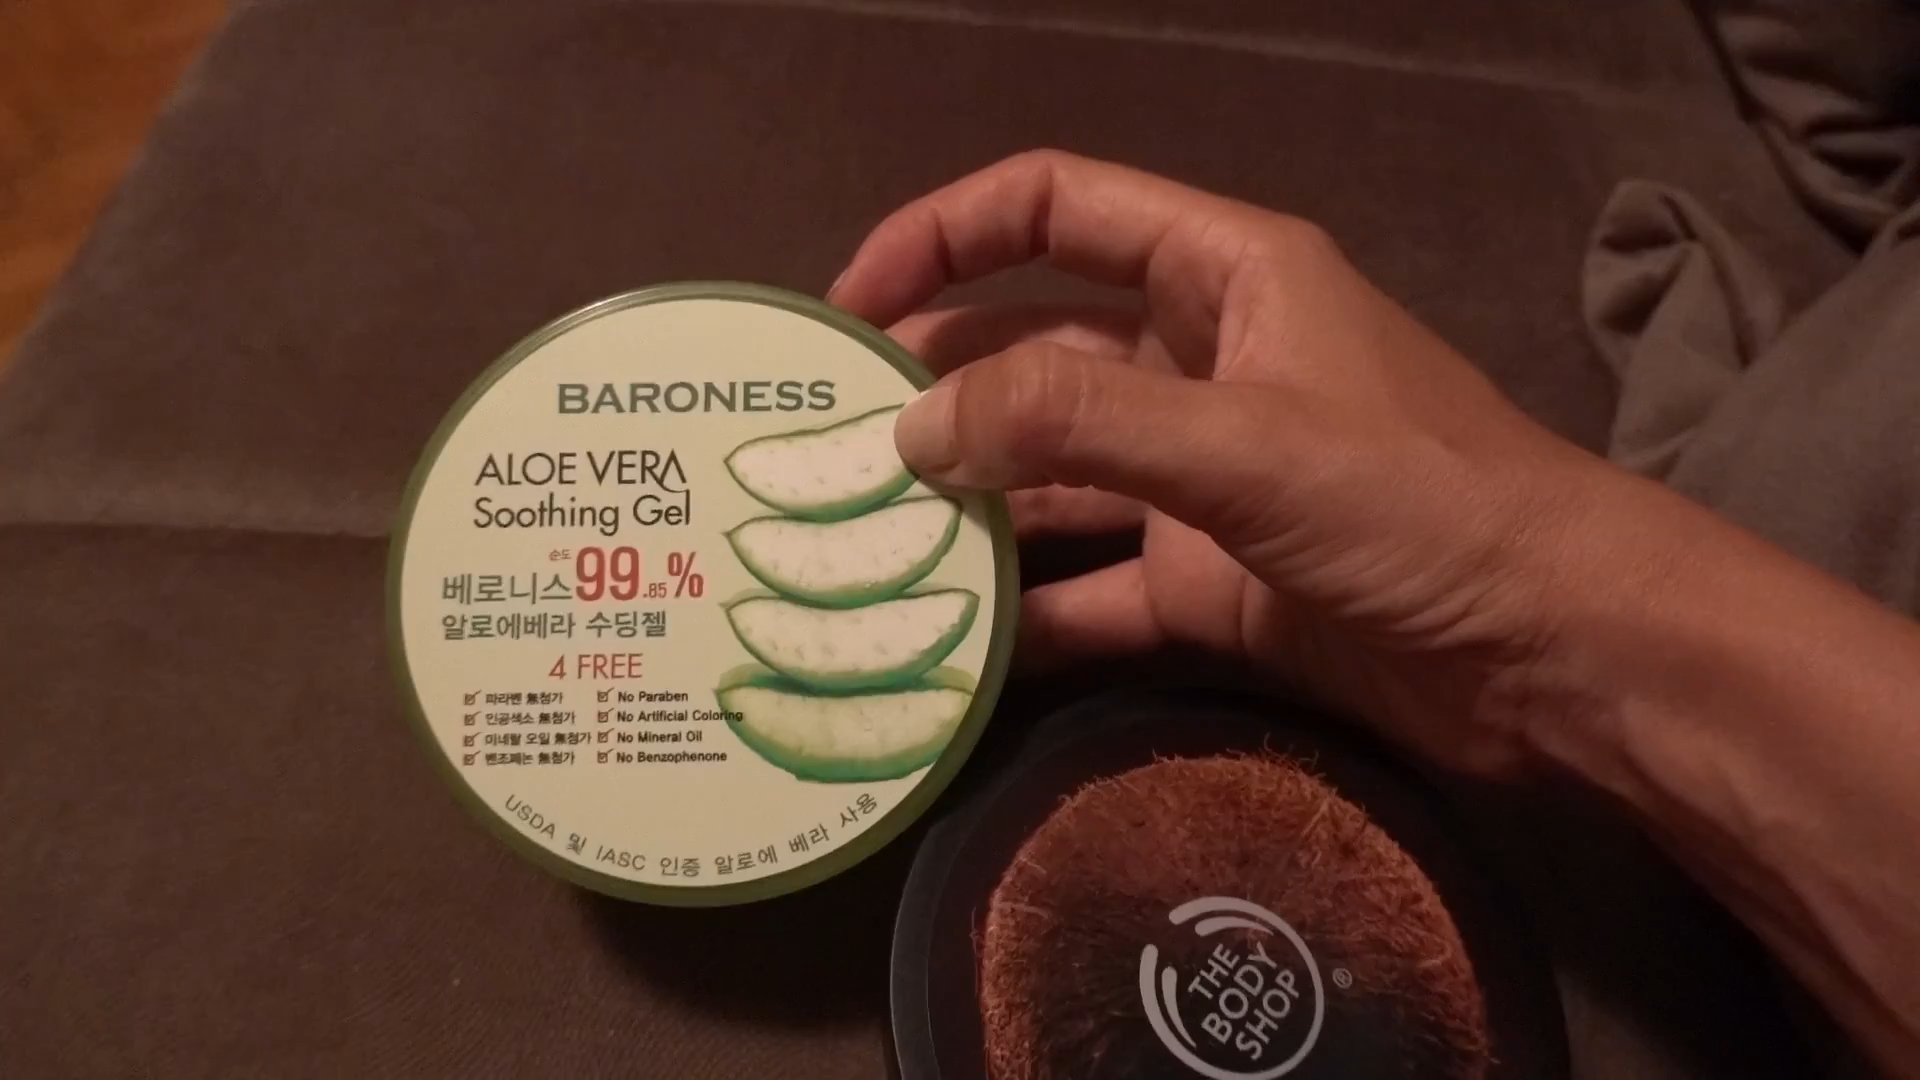 BARONESS
ALOE VERA
Soothing Gel
순도
베로니스 99.85%
알로에베라 수딩젤
4 FREE
파라벤 無첨가 No Paraben
인공색소 無첨가 No Artificial Coloring
미네랄 오일 無첨가 No Mineral Oil
벤조페논 無첨가 No Benzophenone
USDA 및 IASC 인증 알로에 베라 사용
THE
BODY
SHOP
®